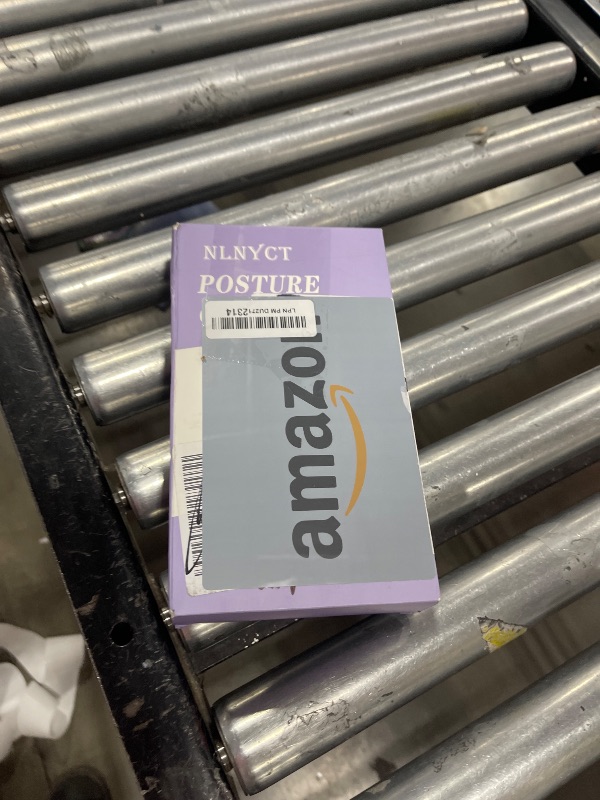 NLNYCT
POSTURE
LPN PM DU2712314
amazon